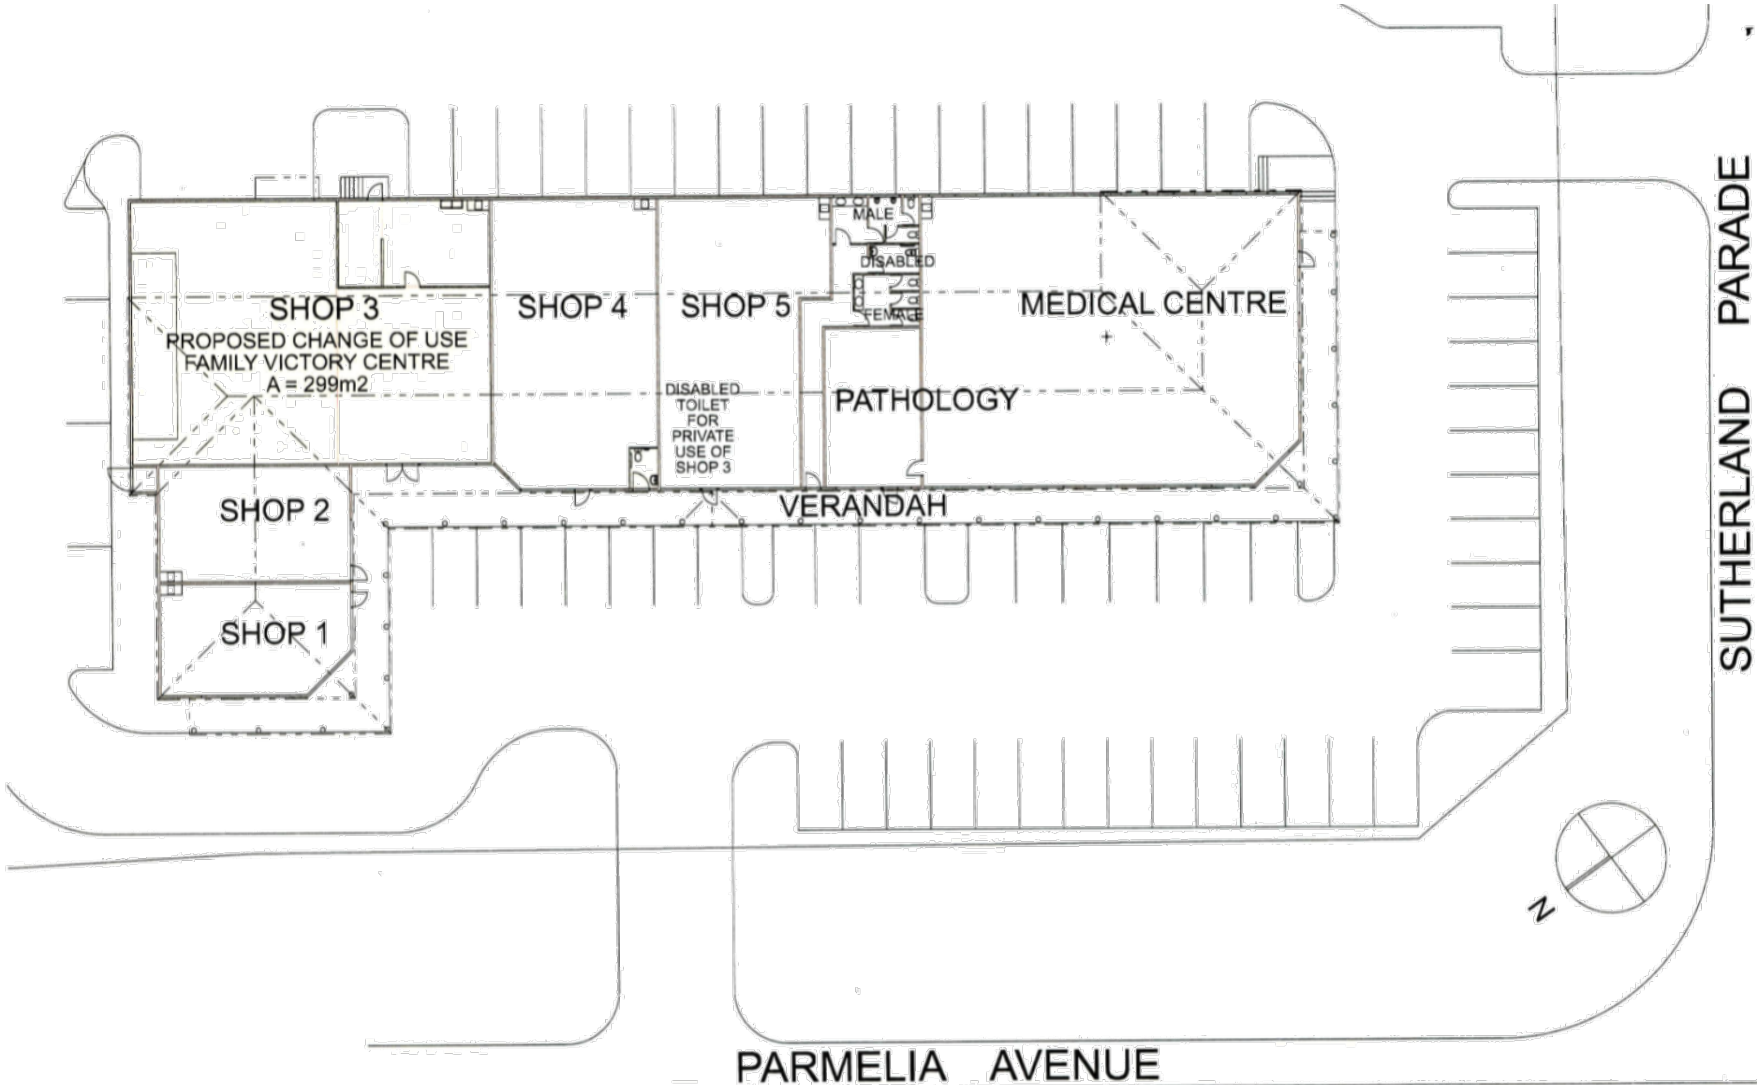 MALE
DISABLED
FEMALE
SHOP 3
PROPOSED CHANGE OF USE
FAMILY VICTORY CENTRE
A = 299m2
SHOP 4
SHOP 5
MEDICAL CENTRE
DISABLED
TOILET
FOR
PRIVATE
USE OF
SHOP 3
PATHOLOGY
SHOP 2
VERANDAH
SHOP 1
SUTHERLAND PARADE
N
PARMELIA AVENUE